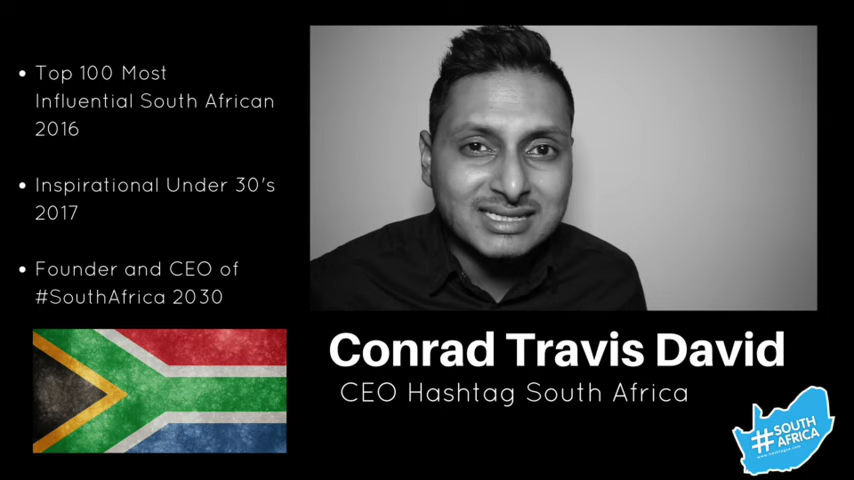 Top 100 Most
Influential South African
2016
Inspirational Under 30's
2017
Founder and CEO of
#SouthAfrica 2030
Conrad Travis David
CEO Hashtag South Africa
#SOUTH
AFRICA